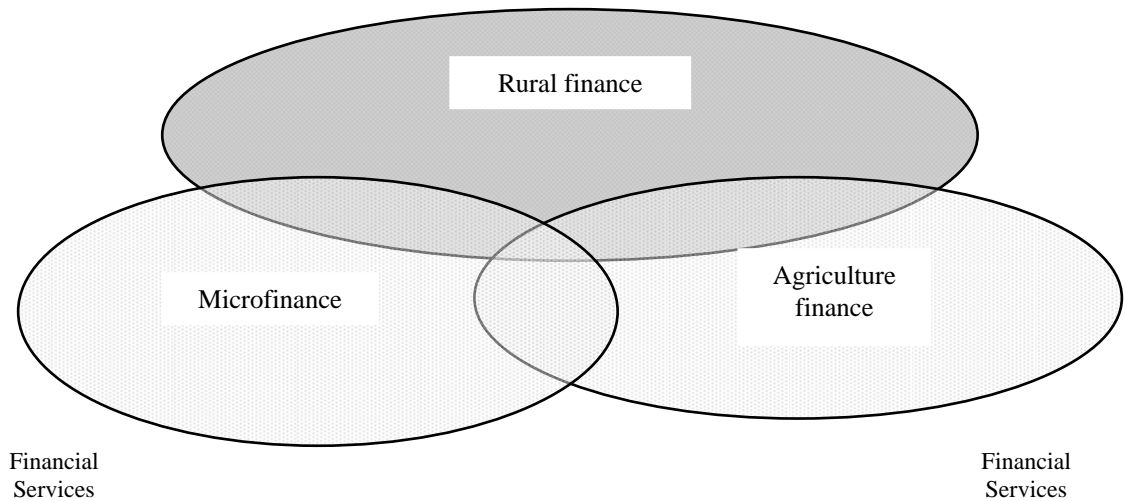 Rural finance
Microfinance
Agriculture
finance
Financial
Services
Financial
Services